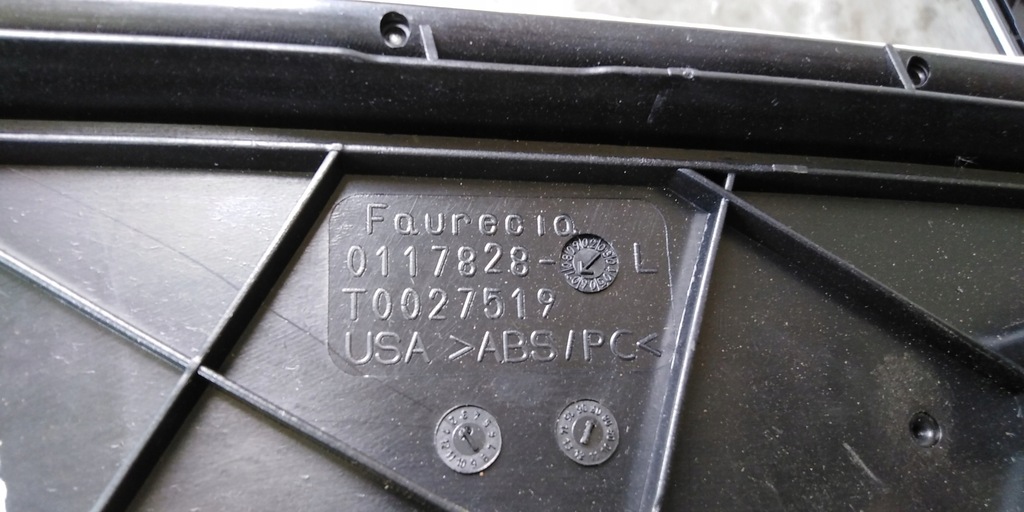 Faurecia
0117828- L
T0027519
USA >ABS/PC<